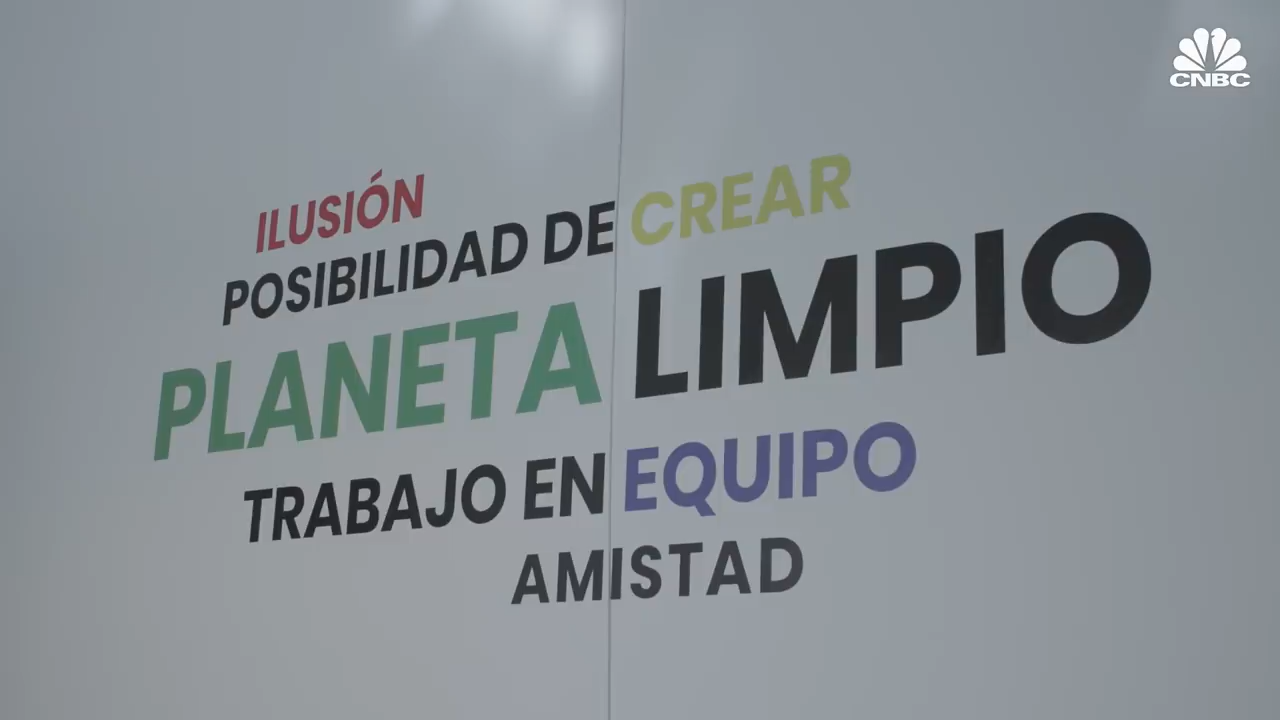 CNBC
ILUSIÓN
POSIBILIDAD DE CREAR
PLANETA LIMPIO
TRABAJO EN EQUIPO
AMISTAD